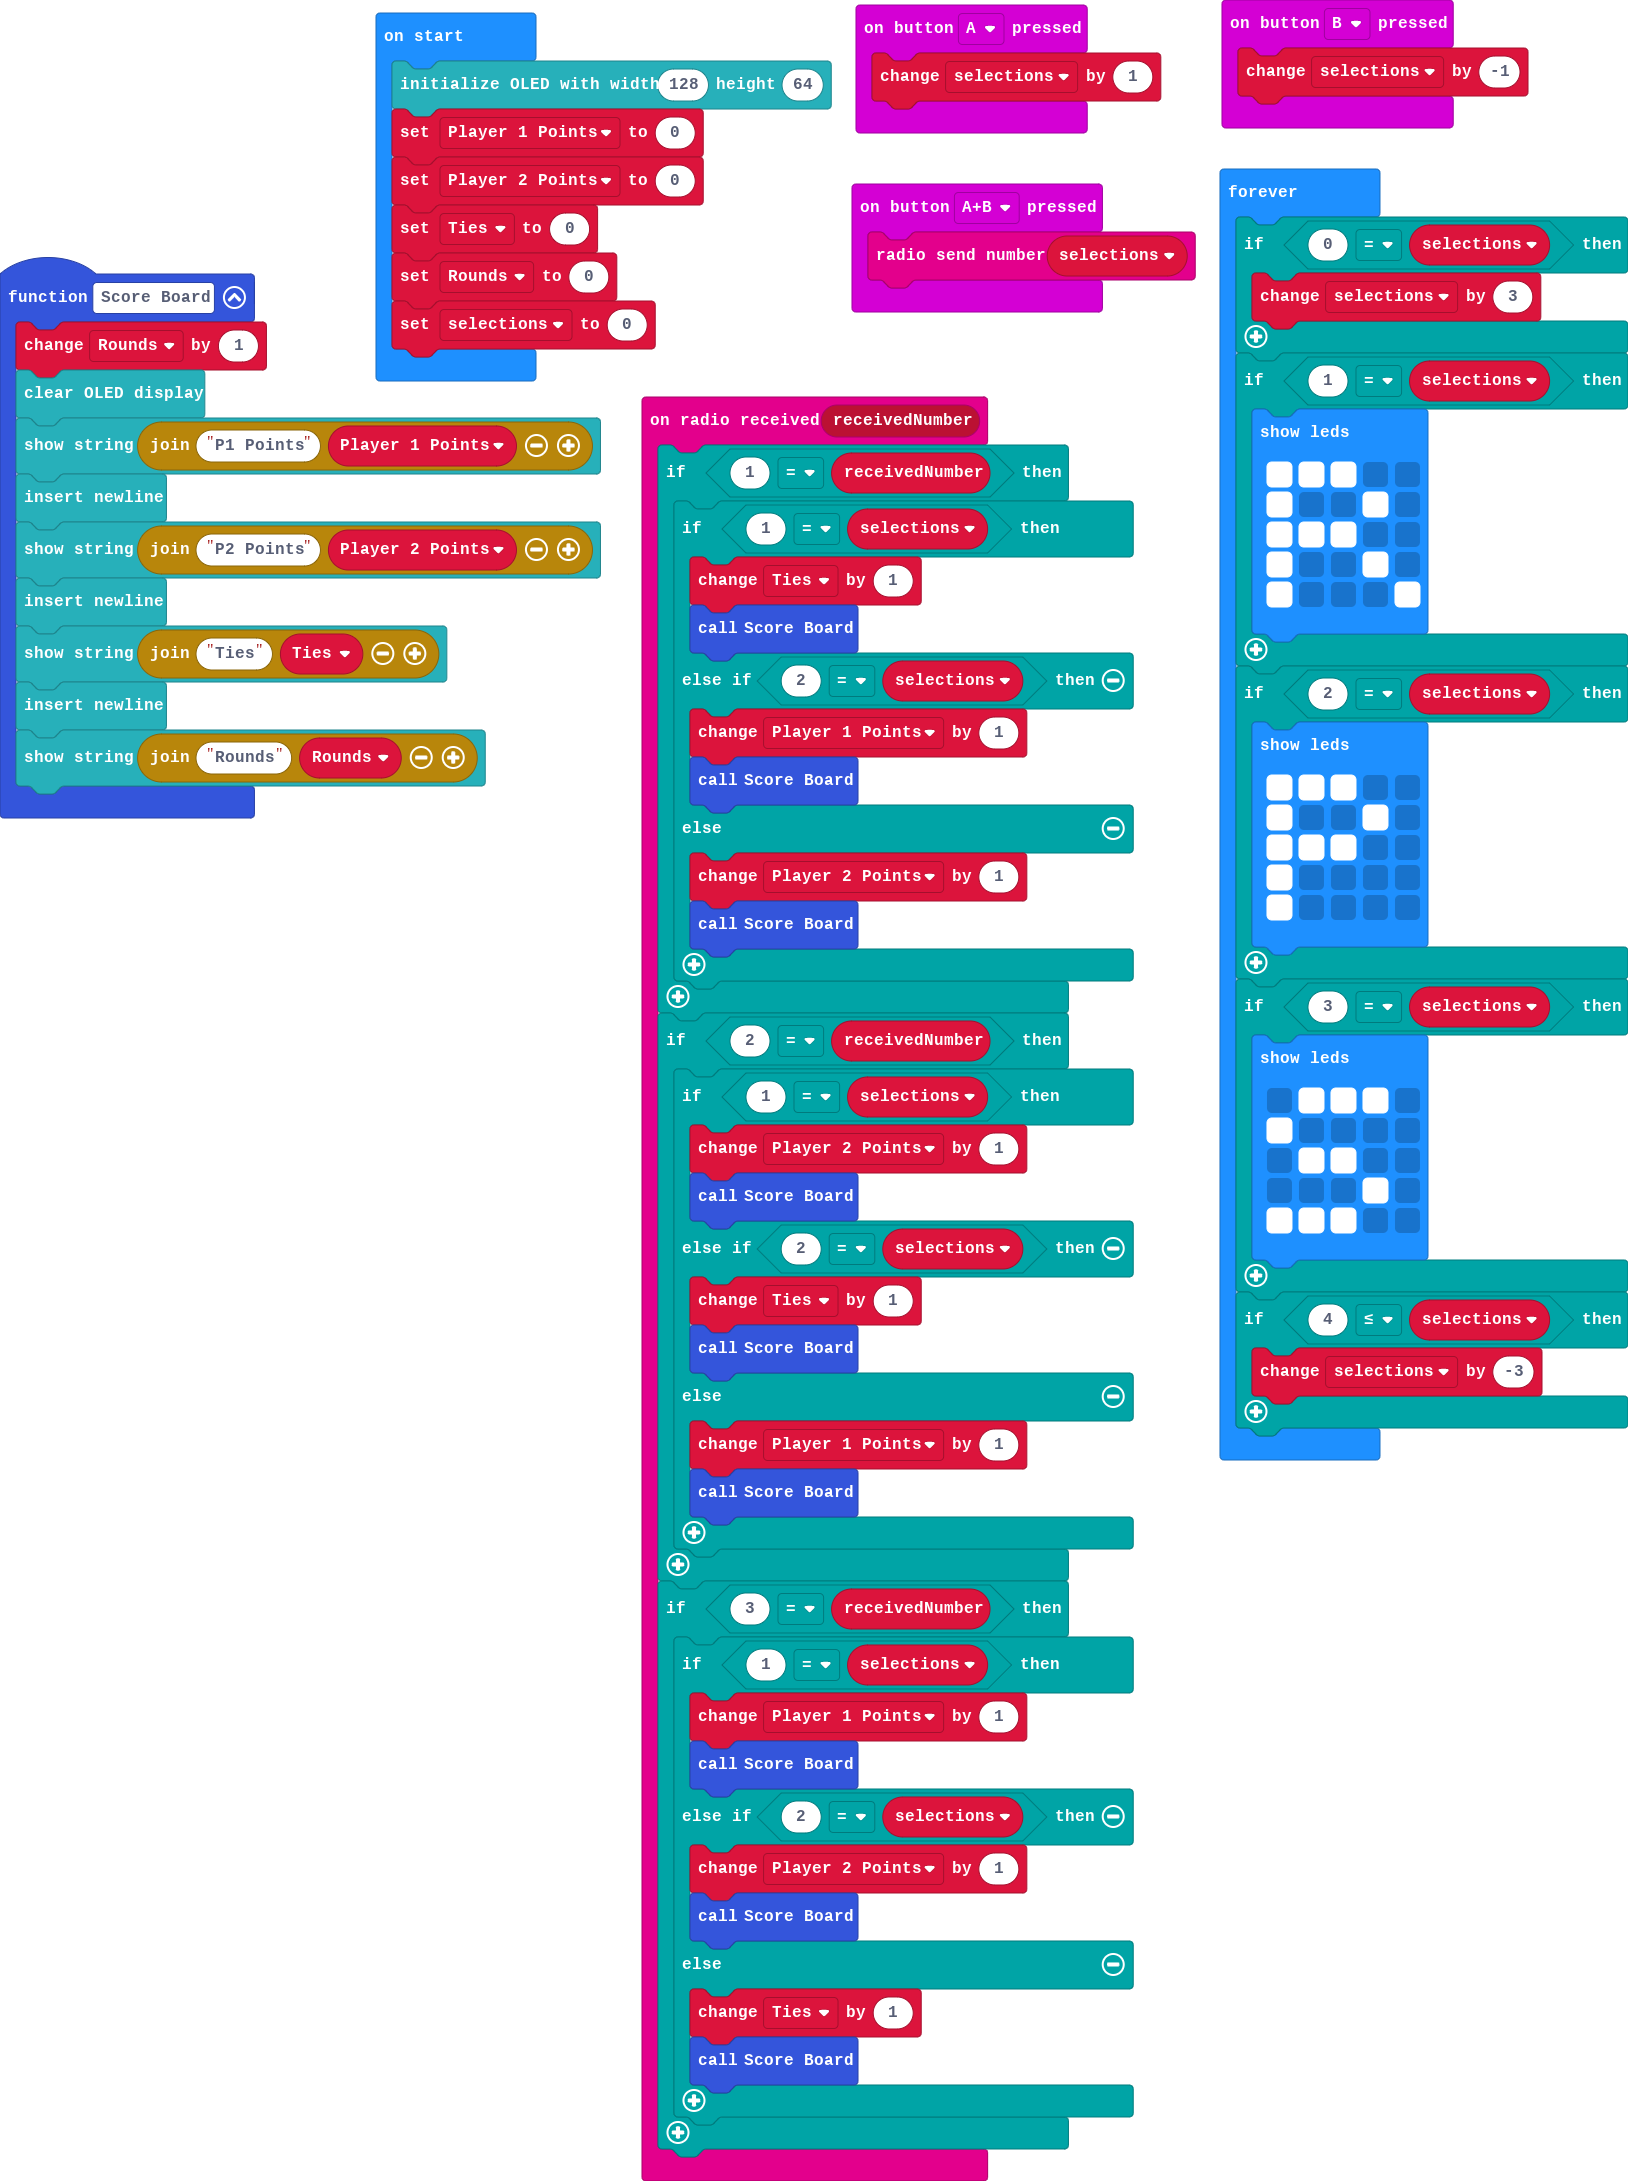 on start
initialize OLED with width 128 height 64
set Player 1 Points to 0
set Player 2 Points to 0
set Ties to 0
set Rounds to 0
set selections to 0
on button A pressed
change selections by 1
on button B pressed
change selections by -1
on button A+B pressed
radio send number selections
function Score Board
change Rounds by 1
clear OLED display
show string join "P1 Points" Player 1 Points
insert newline
show string join "P2 Points" Player 2 Points
insert newline
show string join "Ties" Ties
insert newline
show string join "Rounds" Rounds
on radio received receivedNumber
if 1 = receivedNumber then
if 1 = selections then
change Ties by 1
call Score Board
else if 2 = selections then
change Player 1 Points by 1
call Score Board
else
change Player 2 Points by 1
call Score Board
if 2 = receivedNumber then
if 1 = selections then
change Player 2 Points by 1
call Score Board
else if 2 = selections then
change Ties by 1
call Score Board
else
change Player 1 Points by 1
call Score Board
if 3 = receivedNumber then
if 1 = selections then
change Player 1 Points by 1
call Score Board
else if 2 = selections then
change Player 2 Points by 1
call Score Board
else
change Ties by 1
call Score Board
forever
if 0 = selections then
change selections by 3
if 1 = selections then
show leds
if 2 = selections then
show leds
if 3 = selections then
show leds
if 4 ≤ selections then
change selections by -3